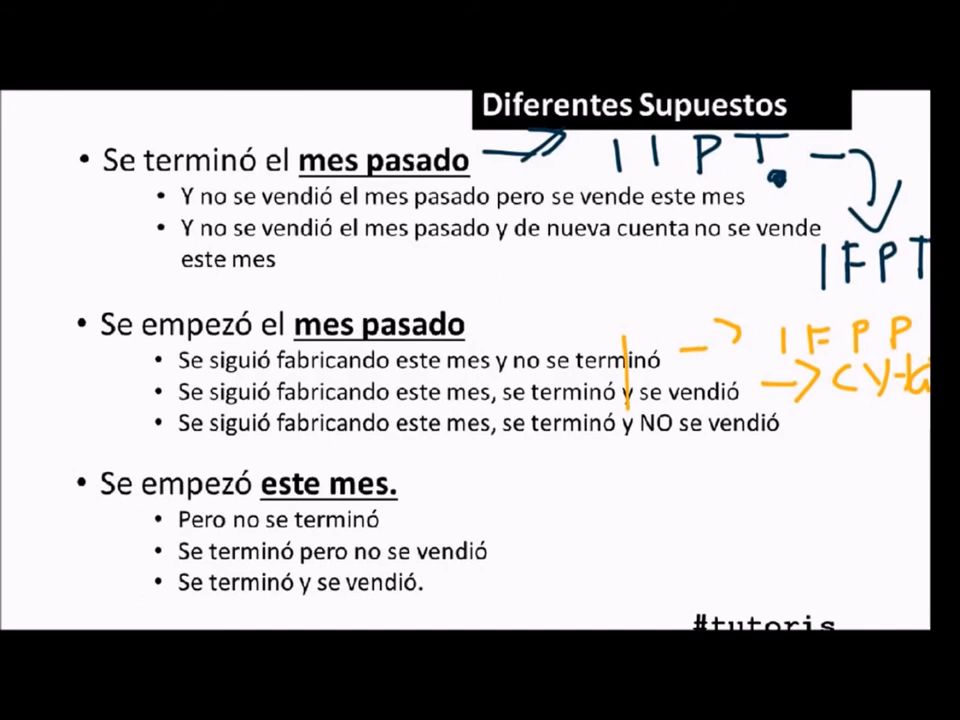 Diferentes Supuestos
• Se terminó el mes pasado → IIPT. →
• Y no se vendió el mes pasado pero se vende este mes
• Y no se vendió el mes pasado y de nueva cuenta no se vende
este mes
IFPT
• Se empezó el mes pasado
→ IFPP
• Se siguió fabricando este mes y no se terminó
• Se siguió fabricando este mes, se terminó y se vendió
• Se siguió fabricando este mes, se terminó y NO se vendió
• Se empezó este mes.
• Pero no se terminó
• Se terminó pero no se vendió
• Se terminó y se vendió.
#tutoris